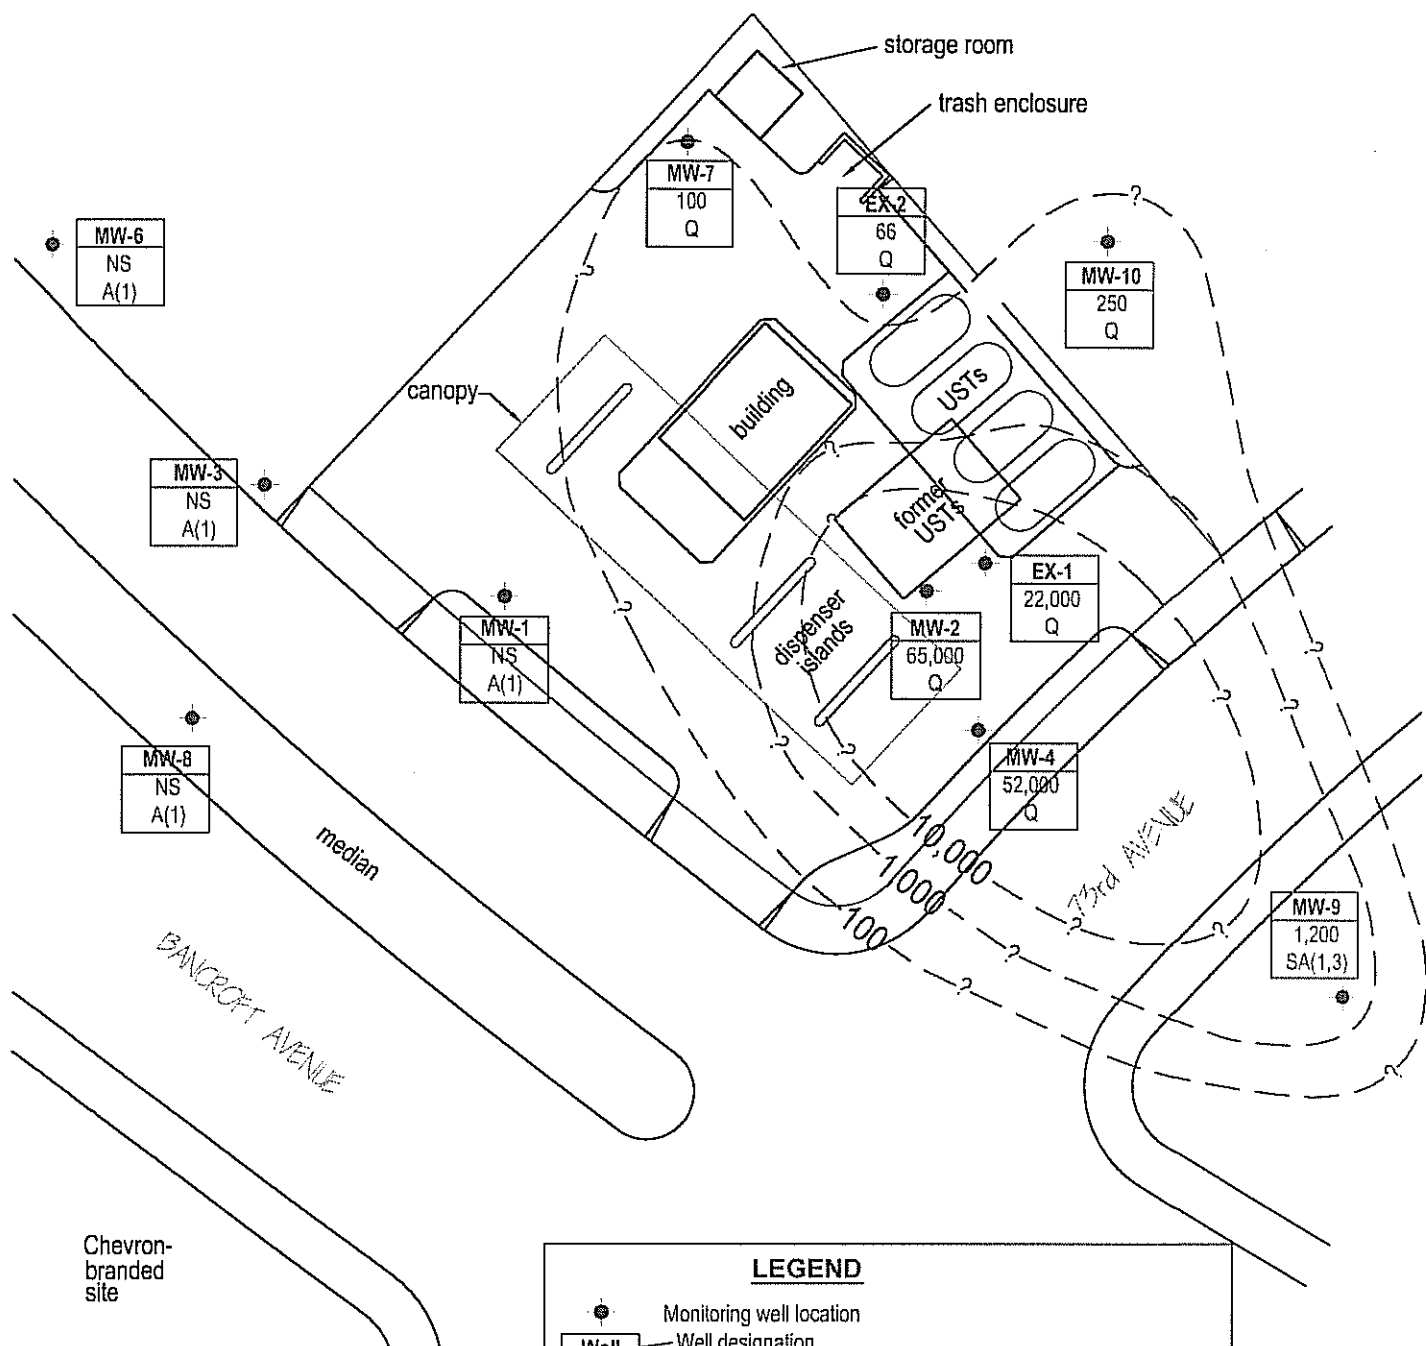 storage room
trash enclosure
MW-7
100
Q
EX-2
66
Q
?
MW-6
NS
A(1)
MW-10
250
Q
?
canopy
building
USTs
?
MW-3
NS
A(1)
former
USTs
?
EX-1
22,000
Q
MW-1
NS
A(1)
dispenser
islands
MW-2
65,000
Q
?
?
?
?
?
MW-8
NS
A(1)
MW-4
52,000
Q
median
10,000
1,000
100
73rd AVENUE
?
?
?
?
MW-9
1,200
SA(1,3)
BANCROFT AVENUE
?
Chevron-
branded
site
LEGEND
Monitoring well location
Well
Well designation